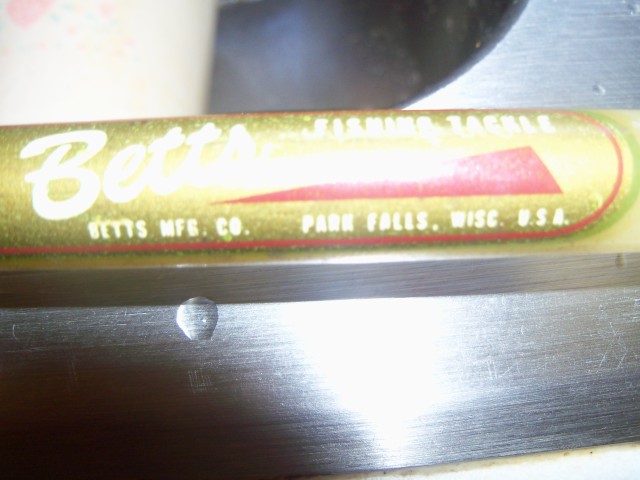 Betts
FISHING TACKLE
BETTS MFG. CO. PARK FALLS, WISC. U.S.A.